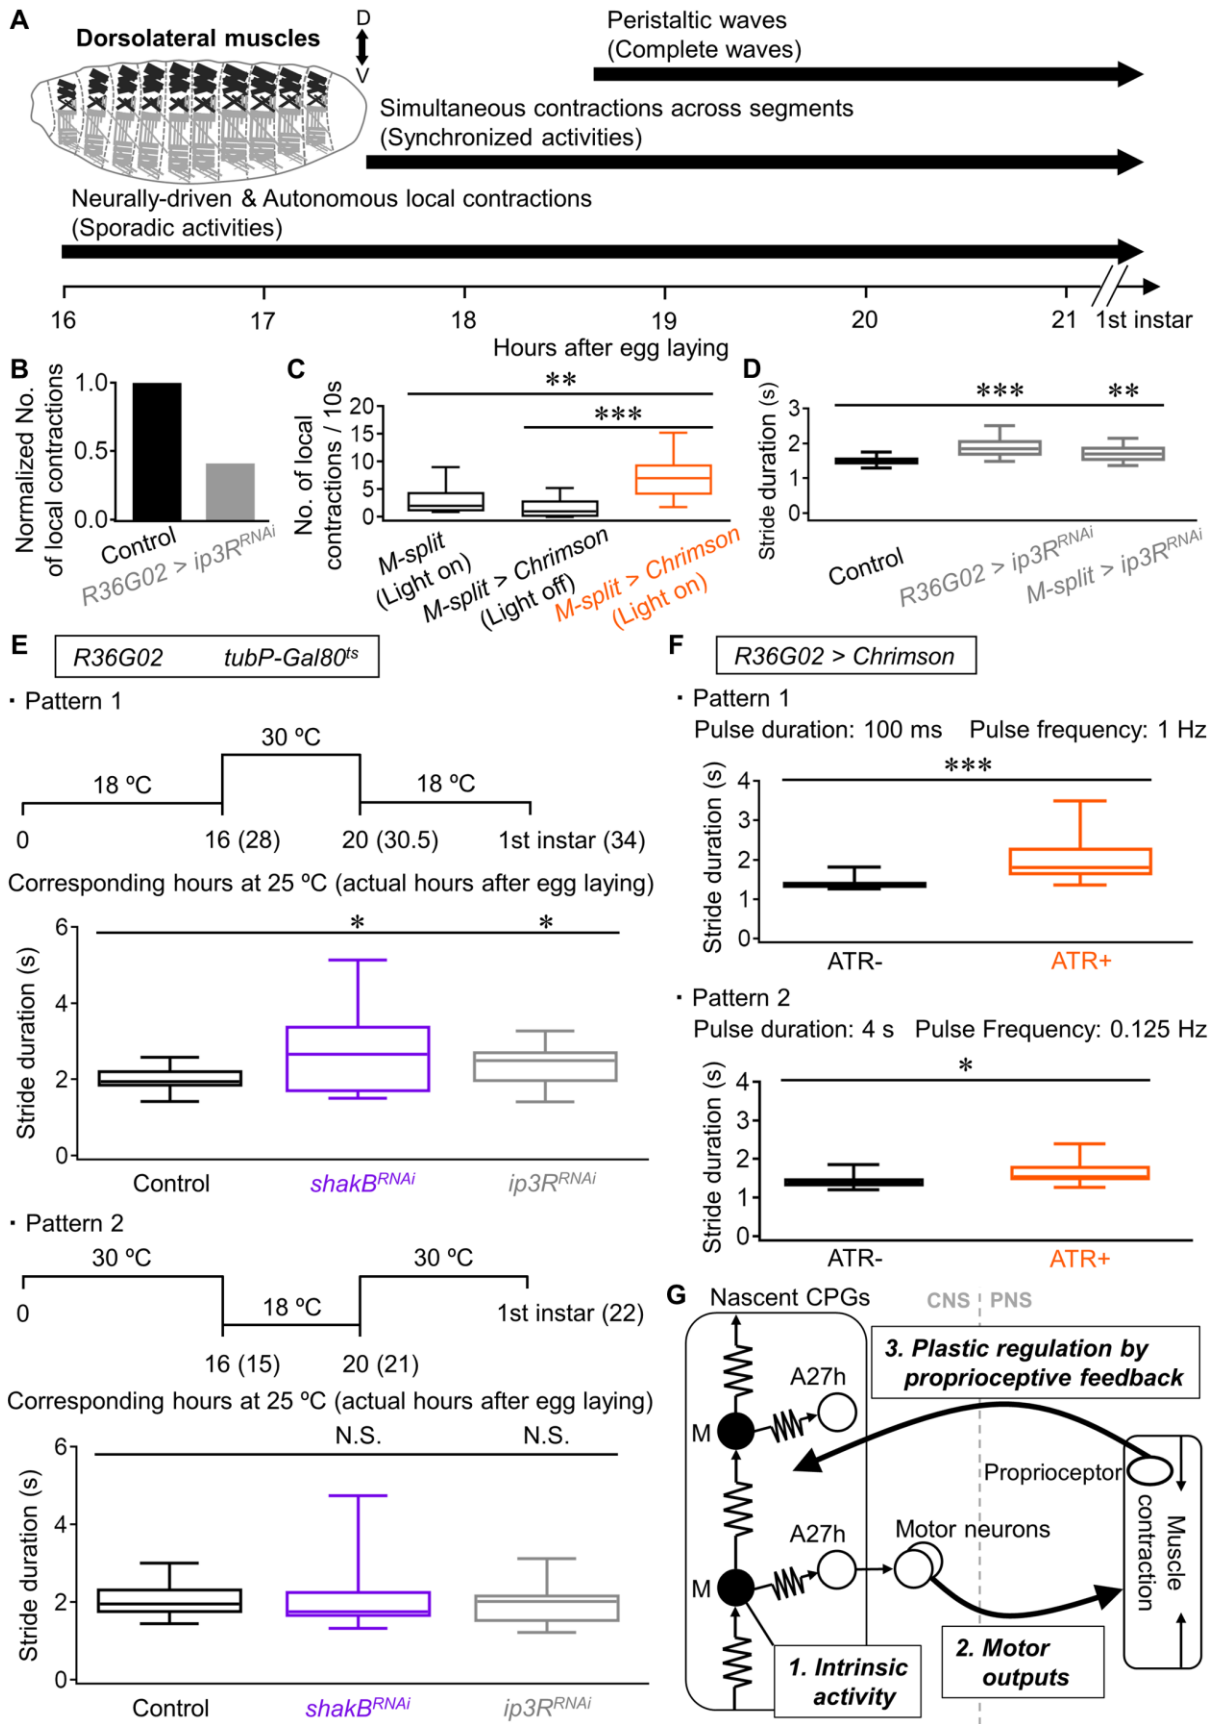 A
Dorsolateral muscles
D
V
Peristaltic waves
(Complete waves)
Simultaneous contractions across segments
(Synchronized activities)
Neurally-driven & Autonomous local contractions
(Sporadic activities)
16 17 18 19 20 21 1st instar
Hours after egg laying
B
Normalized No.
of local contractions
1.0
0.5
0.0
Control
R36G02 > ip3R^RNAi
C
No. of local
contractions / 10s
20
15
10
5
0
**
***
M-split
(Light on)
M-split > Chrimson
(Light off)
M-split > Chrimson
(Light on)
D
Stride duration (s)
3
2
1
0
*** **
Control
R36G02 > ip3R^RNAi
M-split > ip3R^RNAi
E
R36G02 tubP-Gal80^ts
· Pattern 1
30 ºC
18 ºC 18 ºC
0 16 (28) 20 (30.5) 1st instar (34)
Corresponding hours at 25 ºC (actual hours after egg laying)
Stride duration (s)
6
4
2
0
* *
Control shakB^RNAi ip3R^RNAi
· Pattern 2
30 ºC 30 ºC
18 ºC
0 1st instar (22)
16 (15) 20 (21)
Corresponding hours at 25 ºC (actual hours after egg laying)
Stride duration (s)
6
4
2
0
N.S. N.S.
Control shakB^RNAi ip3R^RNAi
F
R36G02 > Chrimson
· Pattern 1
Pulse duration: 100 ms Pulse frequency: 1 Hz
Stride duration (s)
4
3
2
1
0
***
ATR- ATR+
· Pattern 2
Pulse duration: 4 s Pulse Frequency: 0.125 Hz
Stride duration (s)
4
3
2
1
0
*
ATR- ATR+
G
Nascent CPGs
CNS PNS
3. Plastic regulation by
proprioceptive feedback
A27h
M
Proprioceptor
Muscle
contraction
A27h
Motor neurons
M
1. Intrinsic
activity
2. Motor
outputs